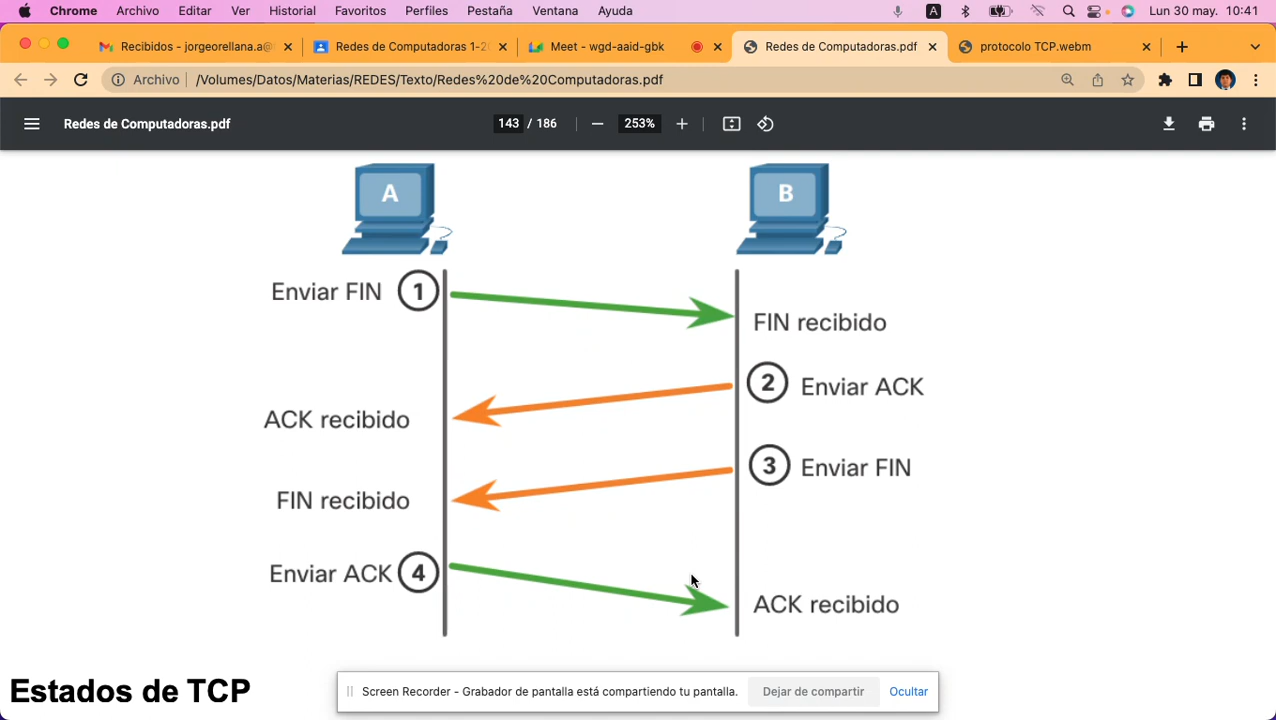 Chrome Archivo Editar Ver Historial Favoritos Perfiles Pestaña Ventana Ayuda A Lun 30 may. 10:41
Recibidos - jorgeorellana.a@ Redes de Computadoras 1-2 Meet - wgd-aaid-gbk Redes de Computadoras.pdf protocolo TCP.webm
Archivo /Volumes/Datos/Materias/REDES/Texto/Redes%20de%20Computadoras.pdf
Redes de Computadoras.pdf 143 / 186 253%
A B
Enviar FIN 1
FIN recibido
2 Enviar ACK
ACK recibido
3 Enviar FIN
FIN recibido
Enviar ACK 4
ACK recibido
Estados de TCP
Screen Recorder - Grabador de pantalla está compartiendo tu pantalla. Dejar de compartir Ocultar